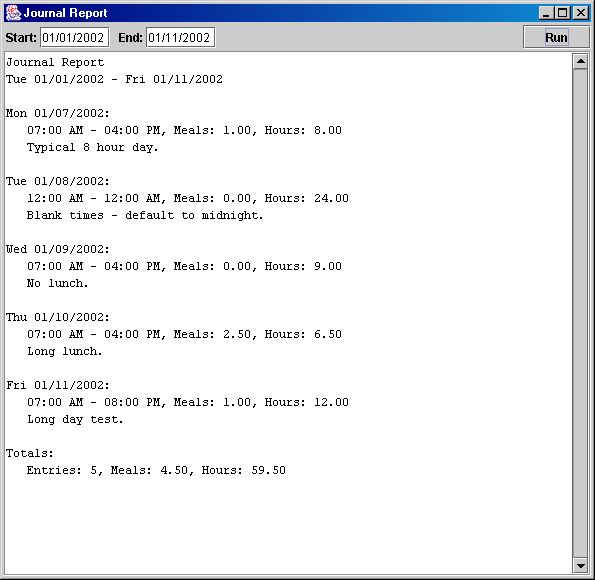 Journal Report
Start: 01/01/2002 End: 01/11/2002 Run
Journal Report
Tue 01/01/2002 - Fri 01/11/2002
Mon 01/07/2002:
07:00 AM - 04:00 PM, Meals: 1.00, Hours: 8.00
Typical 8 hour day.
Tue 01/08/2002:
12:00 AM - 12:00 AM, Meals: 0.00, Hours: 24.00
Blank times - default to midnight.
Wed 01/09/2002:
07:00 AM - 04:00 PM, Meals: 0.00, Hours: 9.00
No lunch.
Thu 01/10/2002:
07:00 AM - 04:00 PM, Meals: 2.50, Hours: 6.50
Long lunch.
Fri 01/11/2002:
07:00 AM - 08:00 PM, Meals: 1.00, Hours: 12.00
Long day test.
Totals:
Entries: 5, Meals: 4.50, Hours: 59.50